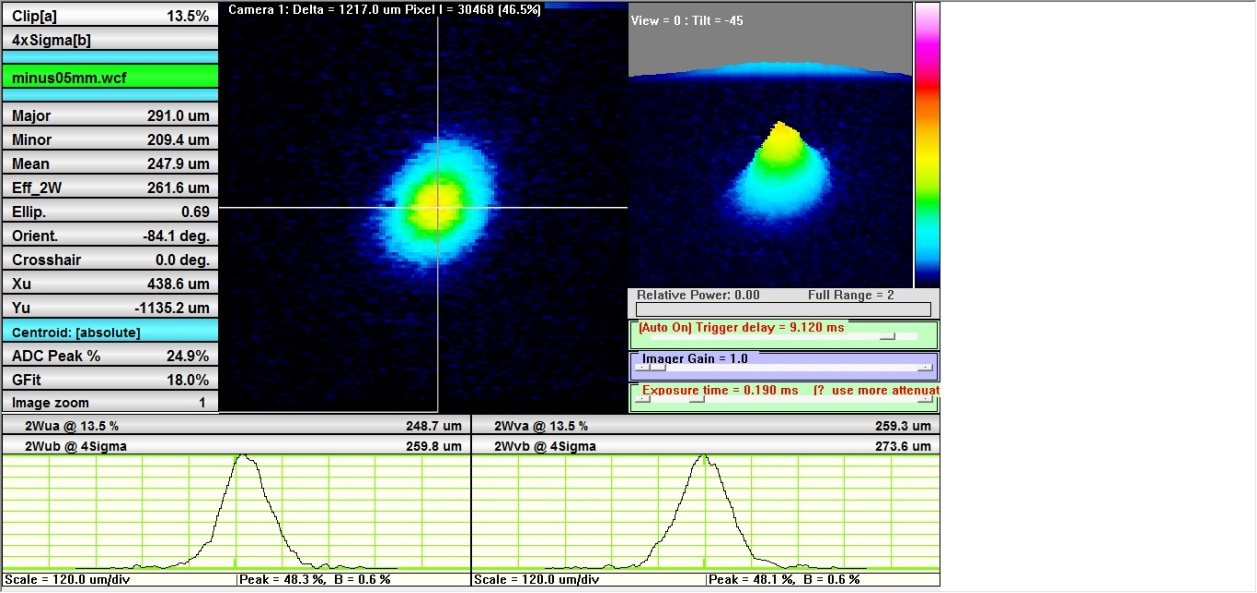 Clip[a] 13.5%
4xSigma[b]
minus05mm.wcf
Major 291.0 um
Minor 209.4 um
Mean 247.9 um
Eff_2W 261.6 um
Ellip. 0.69
Orient. -84.1 deg.
Crosshair 0.0 deg.
Xu 438.6 um
Yu -1135.2 um
Centroid: [absolute]
ADC Peak % 24.9%
GFit 18.0%
Image zoom 1
Camera 1: Delta = 1217.0 um Pixel I = 30468 (46.5%)
View = 0 : Tilt = -45
Relative Power: 0.00 Full Range = 2
(Auto On) Trigger delay = 9.120 ms
Imager Gain = 1.0
Exposure time = 0.190 ms (? use more attenuat
2Wua @ 13.5 % 248.7 um
2Wub @ 4Sigma 259.8 um
2Wva @ 13.5 % 259.3 um
2Wvb @ 4Sigma 273.6 um
Scale = 120.0 um/div Peak = 48.3 %, B = 0.6 %
Scale = 120.0 um/div Peak = 48.1 %, B = 0.6 %